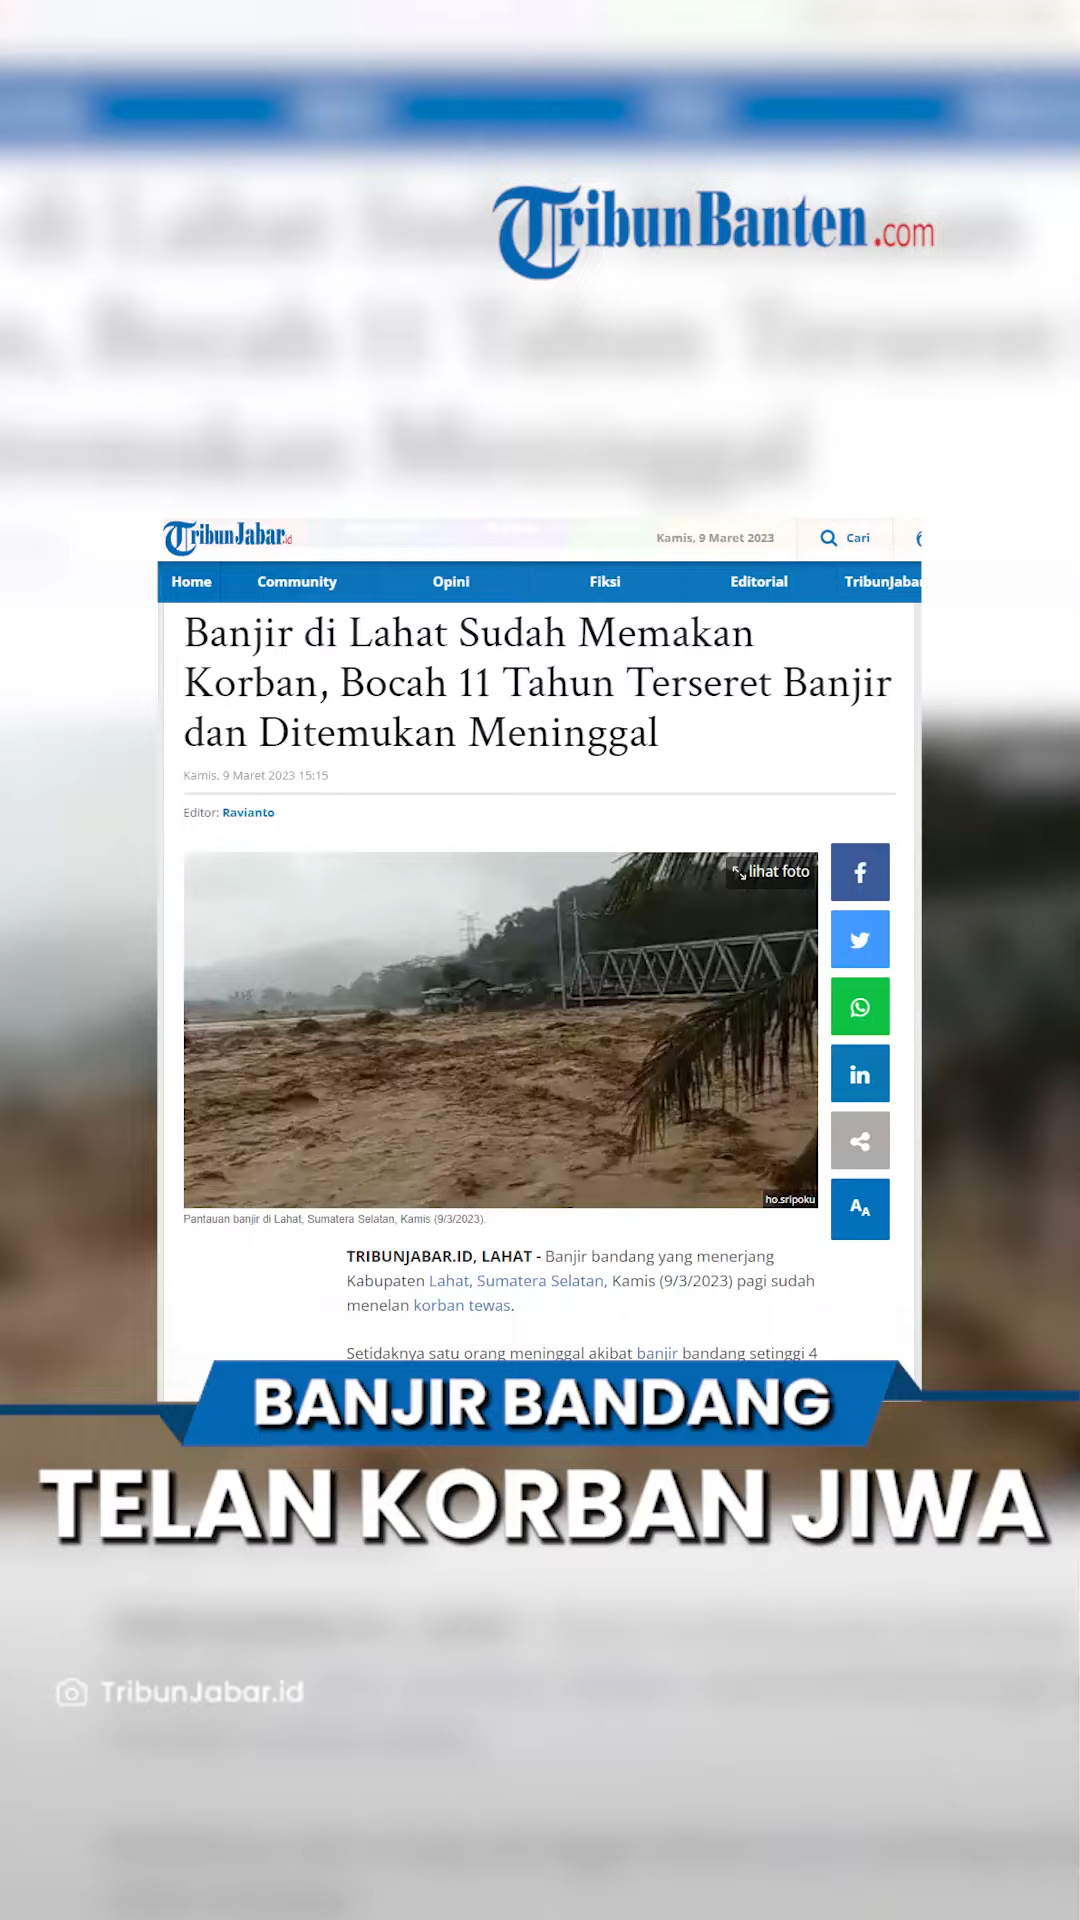 TribunBanten.com
TribunJabar.id
Kamis, 9 Maret 2023
Cari
Home
Community
Opini
Fiksi
Editorial
TribunJabar
Banjir di Lahat Sudah Memakan
Korban, Bocah 11 Tahun Terseret Banjir
dan Ditemukan Meninggal
Kamis, 9 Maret 2023 15:15
Editor: Ravianto
lihat foto
ho.sripoku
AA
Pantauan banjir di Lahat, Sumatera Selatan, Kamis (9/3/2023).
TRIBUNJABAR.ID, LAHAT - Banjir bandang yang menerjang
Kabupaten Lahat, Sumatera Selatan, Kamis (9/3/2023) pagi sudah
menelan korban tewas.
Setidaknya satu orang meninggal akibat banjir bandang setinggi 4
BANJIR BANDANG
TELAN KORBAN JIWA
TribunJabar.id